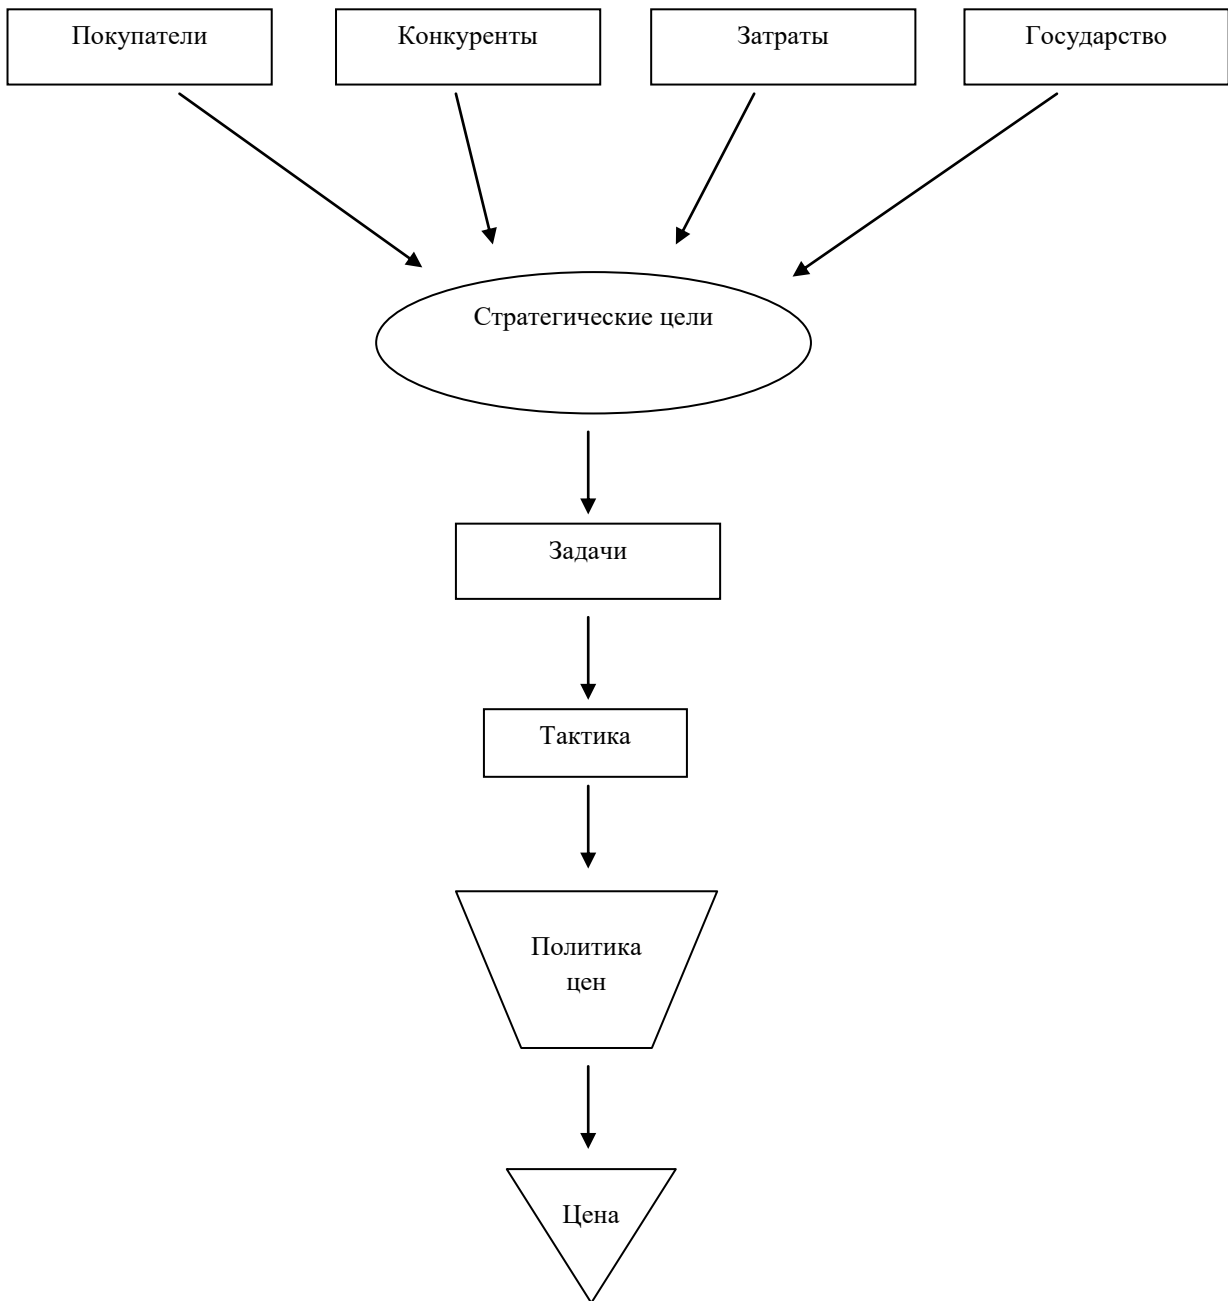 Покупатели
Конкуренты
Затраты
Государство
Стратегические цели
Задачи
Тактика
Политика
цен
Цена